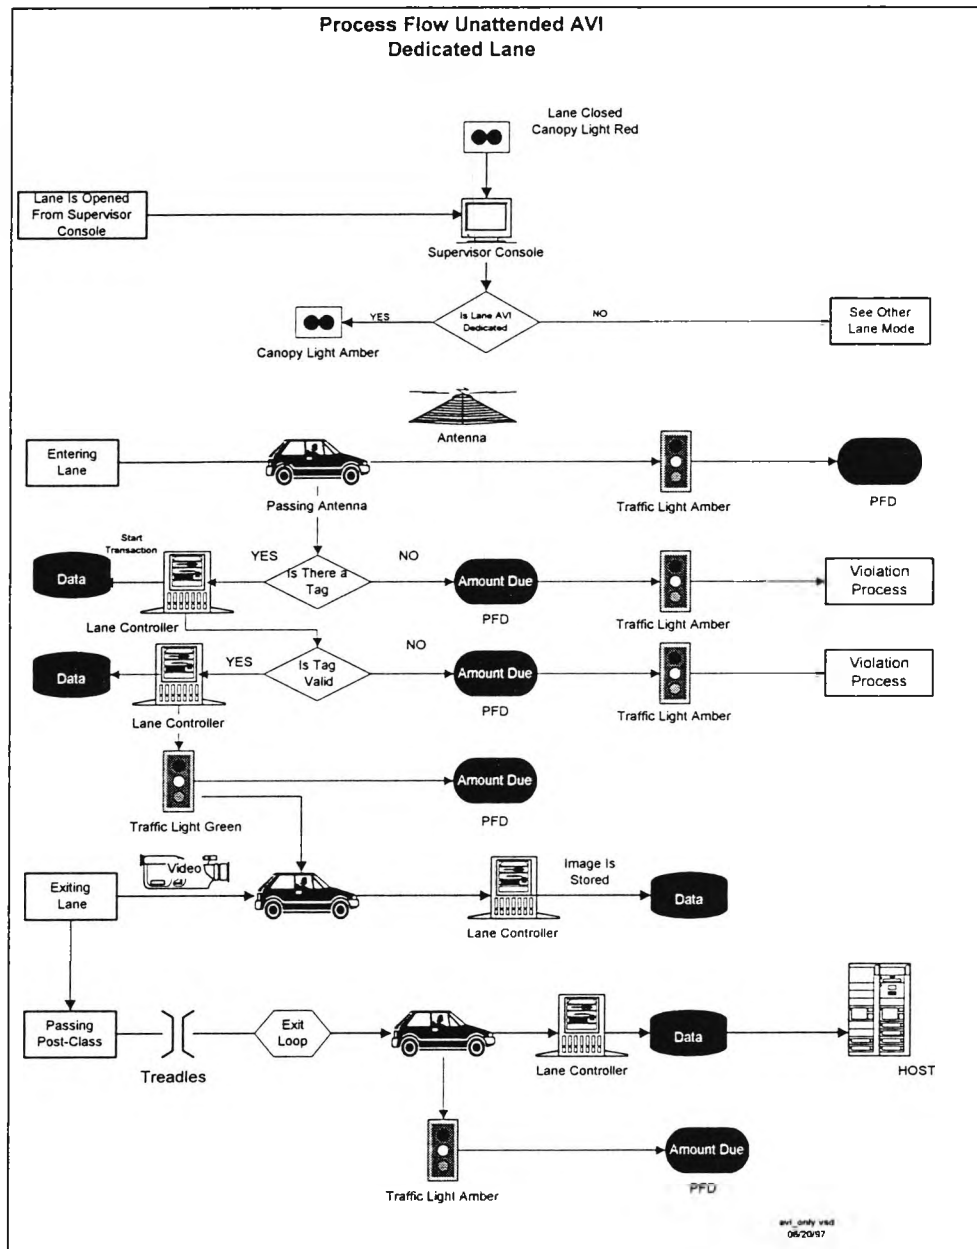 Process Flow Unattended AVI
Dedicated Lane
Lane Closed
Canopy Light Red
Lane Is Opened
From Supervisor
Console
Supervisor Console
Is Lane AVI
Dedicated
YES
NO
See Other
Lane Mode
Canopy Light Amber
Antenna
Entering
Lane
Passing Antenna
Traffic Light Amber
PFD
Start
Transaction
YES
NO
Data
Is There a
Tag
Amount Due
Violation
Process
Lane Controller
PFD
Traffic Light Amber
YES
NO
Data
Is Tag
Valid
Amount Due
Violation
Process
Lane Controller
PFD
Traffic Light Amber
Amount Due
Traffic Light Green
PFD
Video
Image Is
Stored
Exiting
Lane
Data
Lane Controller
Passing
Post-Class
Exit
Loop
Data
Treadles
Lane Controller
HOST
Amount Due
Traffic Light Amber
PFD
avi_only vsd
06/20/97